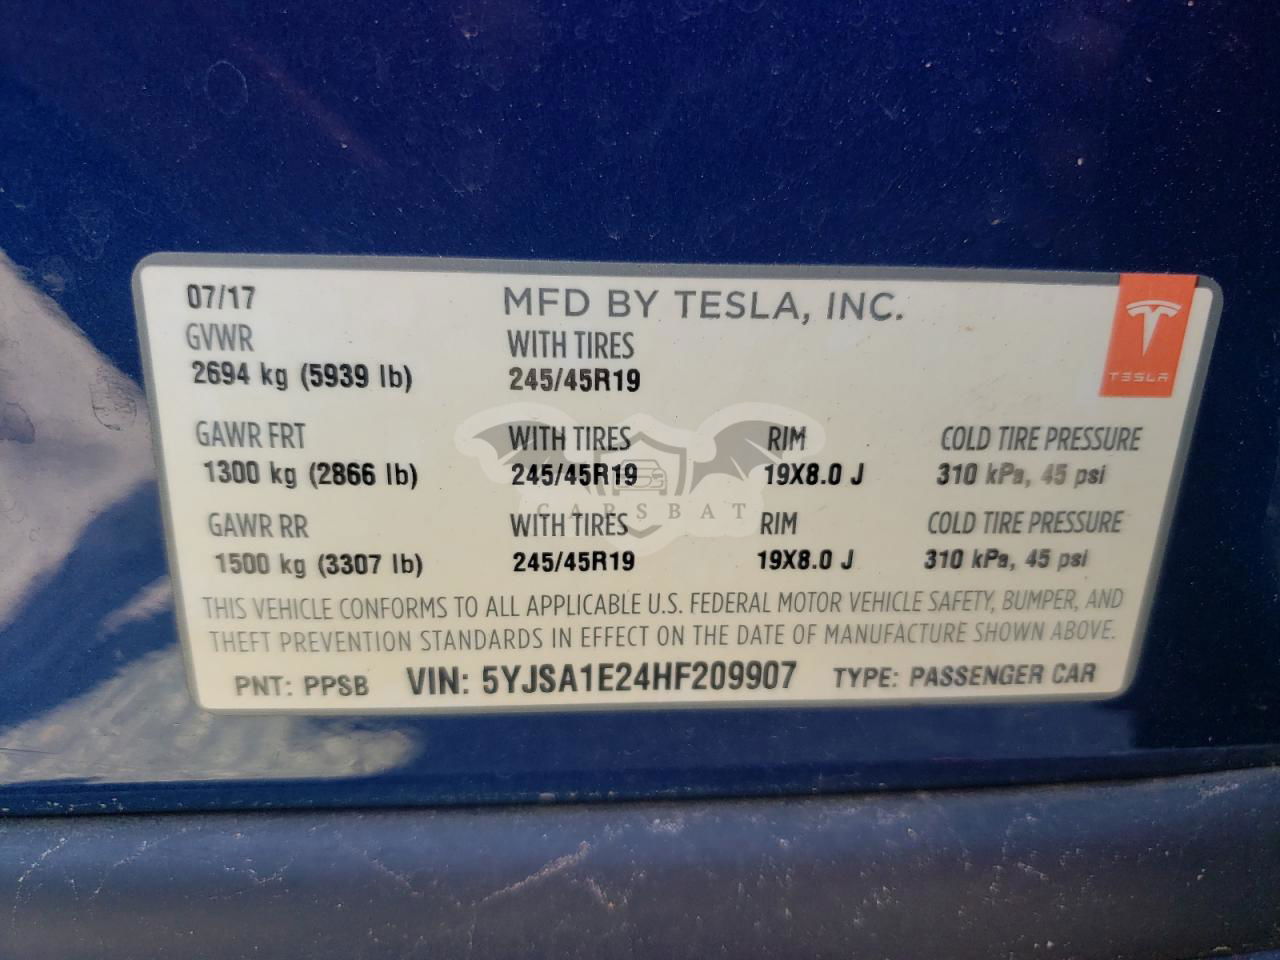 07/17 MFD BY TESLA, INC.
GVWR WITH TIRES
2694 kg (5939 lb) 245/45R19
TESLA
GAWR FRT WITH TIRES RIM COLD TIRE PRESSURE
1300 kg (2866 lb) 245/45R19 19X8.0 J 310 kPa, 45 psi
CARSBAT
GAWR RR WITH TIRES RIM COLD TIRE PRESSURE
1500 kg (3307 lb) 245/45R19 19X8.0 J 310 kPa, 45 psi
THIS VEHICLE CONFORMS TO ALL APPLICABLE U.S. FEDERAL MOTOR VEHICLE SAFETY, BUMPER, AND
THEFT PREVENTION STANDARDS IN EFFECT ON THE DATE OF MANUFACTURE SHOWN ABOVE.
PNT: PPSB VIN: 5YJSA1E24HF209907 TYPE: PASSENGER CAR